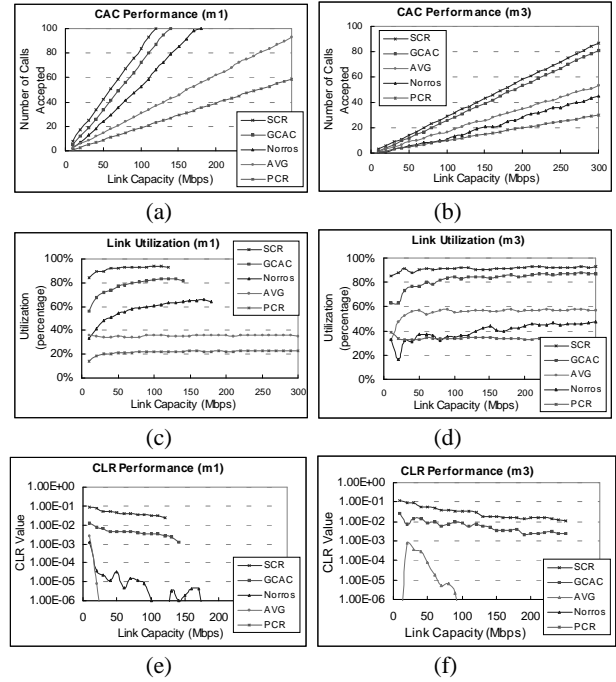 CAC Performance (m1)
Number of Calls
Accepted
100
80
60
40
20
0
0 50 100 150 200 250 300
Link Capacity (Mbps)
SCR
GCAC
Norros
AVG
PCR
(a)
CAC Performance (m3)
Number of Calls
Accepted
100
80
60
40
20
0
0 100 200 300
Link Capacity (Mbps)
SCR
GCAC
AVG
Norros
PCR
(b)
Link Utilization (m1)
Utilization
(percentage)
100%
80%
60%
40%
20%
0%
0 50 100 150 200 250 300
Link Capacity (Mbps)
SCR
GCAC
Norros
AVG
PCR
(c)
Link Utilization (m3)
Utilization
(percentage)
100%
80%
60%
40%
20%
0%
0 50 100 150 200
Link Capacity (Mbps)
SCR
GCAC
AVG
Norros
PCR
(d)
CLR Performance (m1)
CLR Value
1.00E+00
1.00E-01
1.00E-02
1.00E-03
1.00E-04
1.00E-05
1.00E-06
0 50 100 150 200
Link Capacity (Mbps)
SCR
GCAC
Norros
AVG
PCR
(e)
CLR Performance (m3)
CLR Value
1.00E+00
1.00E-01
1.00E-02
1.00E-03
1.00E-04
1.00E-05
1.00E-06
0 50 100 150 200
Link Capacity (Mbps)
SCR
GCAC
AVG
Norros
PCR
(f)